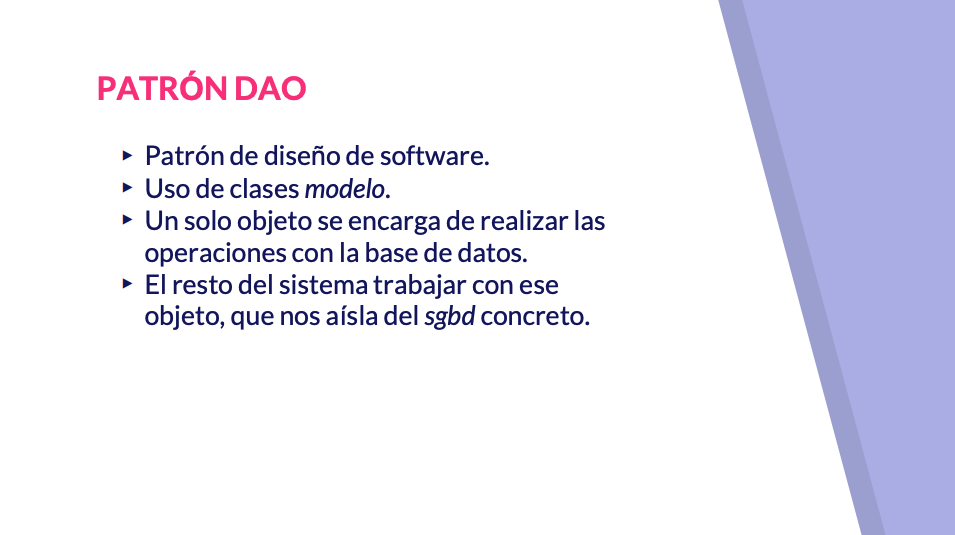 PATRÓN DAO
▸ Patrón de diseño de software.
▸ Uso de clases modelo.
▸ Un solo objeto se encarga de realizar las
operaciones con la base de datos.
▸ El resto del sistema trabajar con ese
objeto, que nos aísla del sgbd concreto.